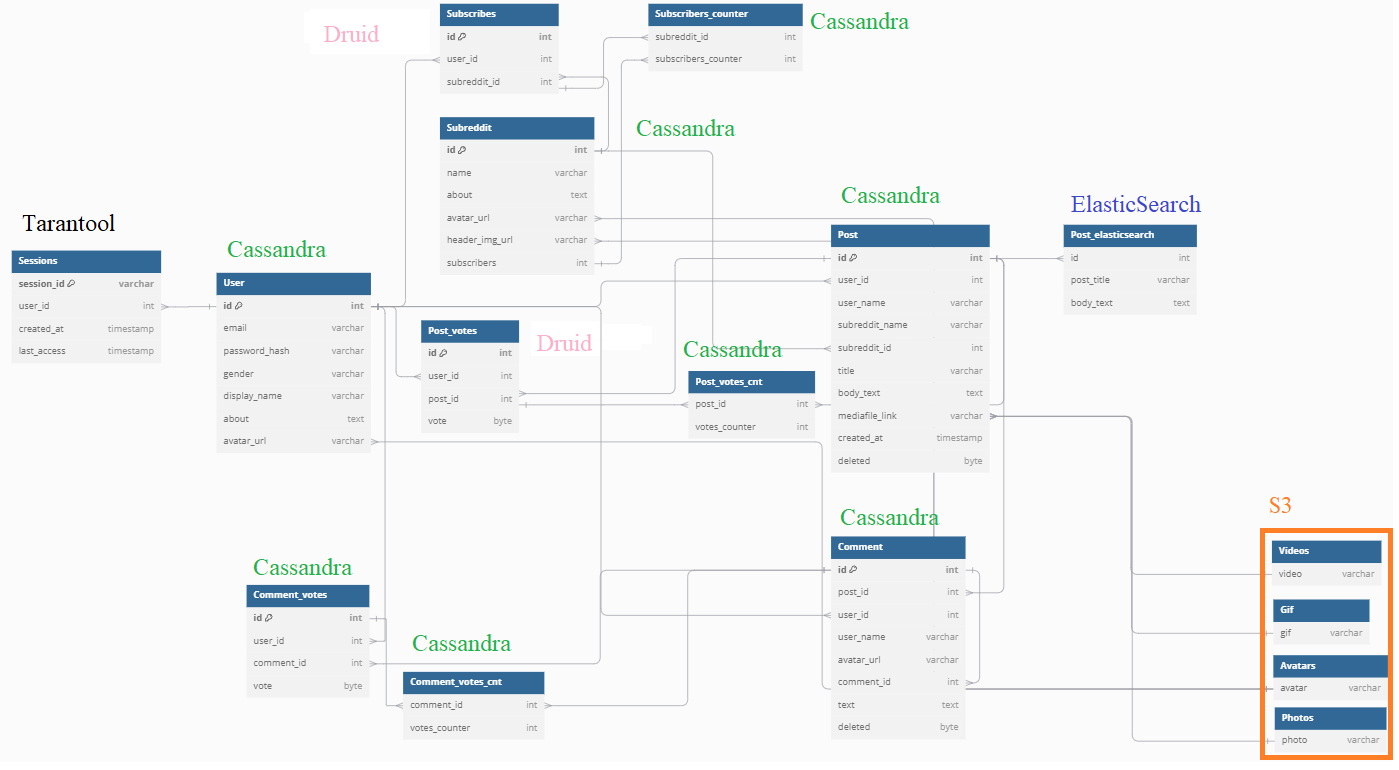 Druid
Subscribes
id int
user_id int
subreddit_id int
Subscribers_counter
subreddit_id int
subscribers_counter int
Cassandra
Subreddit
id int
name varchar
about text
avatar_url varchar
header_img_url varchar
subscribers int
Cassandra
Tarantool
Sessions
session_id varchar
user_id int
created_at timestamp
last_access timestamp
Cassandra
User
id int
email varchar
password_hash varchar
gender varchar
display_name varchar
about text
avatar_url varchar
Post_votes
id int
user_id int
post_id int
vote byte
Druid
Cassandra
Post_votes_cnt
post_id int
votes_counter int
Cassandra
Post
id int
user_id int
user_name varchar
subreddit_name varchar
subreddit_id int
title varchar
body_text text
mediafile_link varchar
created_at timestamp
deleted byte
ElasticSearch
Post_elasticsearch
id int
post_title varchar
body_text text
Cassandra
Comment
id int
post_id int
user_id int
user_name varchar
avatar_url varchar
comment_id int
text text
deleted byte
Cassandra
Comment_votes
id int
user_id int
comment_id int
vote byte
Cassandra
Comment_votes_cnt
comment_id int
votes_counter int
S3
Videos
video varchar
Gif
gif varchar
Avatars
avatar varchar
Photos
photo varchar